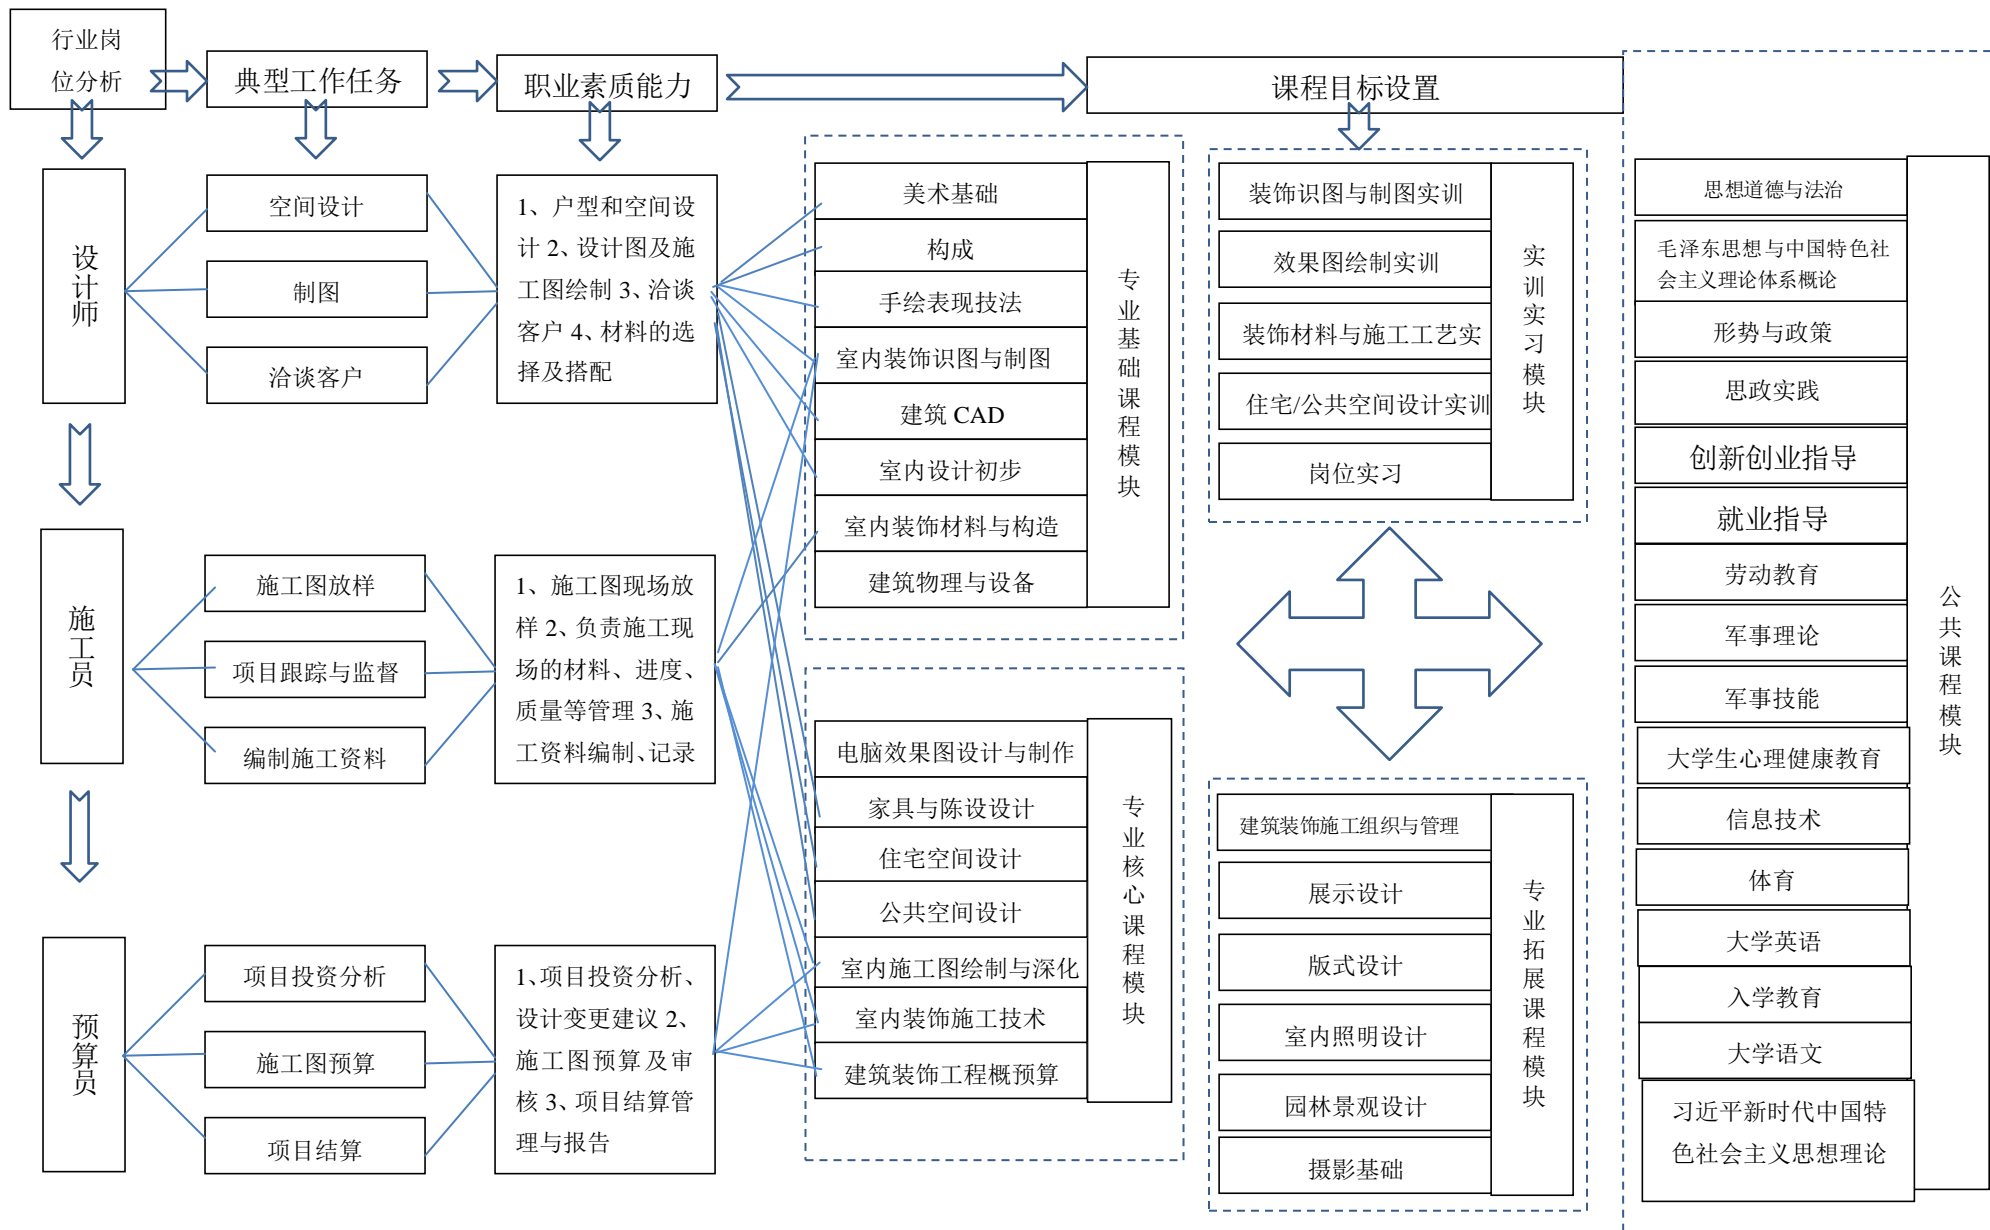 行业岗
位分析
典型工作任务
职业素质能力
课程目标设置
设计师
空间设计
制图
洽谈客户
1、户型和空间设
计 2、设计图及施
工图绘制 3、洽谈
客户 4、材料的选
择及搭配
施工员
施工图放样
项目跟踪与监督
编制施工资料
1、施工图现场放
样 2、负责施工现
场的材料、进度、
质量等管理 3、施
工资料编制、记录
预算员
项目投资分析
施工图预算
项目结算
1、项目投资分析、
设计变更建议 2、
施工图预算及审
核 3、项目结算管
理与报告
美术基础
构成
手绘表现技法
室内装饰识图与制图
建筑 CAD
室内设计初步
室内装饰材料与构造
建筑物理与设备
专业基础课程模块
电脑效果图设计与制作
家具与陈设设计
住宅空间设计
公共空间设计
室内施工图绘制与深化
室内装饰施工技术
建筑装饰工程概预算
专业核心课程模块
装饰识图与制图实训
效果图绘制实训
装饰材料与施工工艺实
住宅/公共空间设计实训
岗位实习
实训实习模块
建筑装饰施工组织与管理
展示设计
版式设计
室内照明设计
园林景观设计
摄影基础
专业拓展课程模块
思想道德与法治
毛泽东思想与中国特色社
会主义理论体系概论
形势与政策
思政实践
创新创业指导
就业指导
劳动教育
军事理论
军事技能
大学生心理健康教育
信息技术
体育
大学英语
入学教育
大学语文
习近平新时代中国特
色社会主义思想理论
公共课程模块